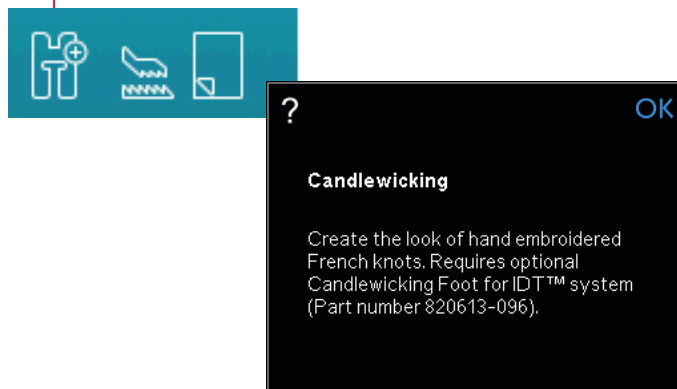 ?
OK
Candlewicking
Create the look of hand embroidered
French knots. Requires optional
Candlewicking Foot for IDT™ system
(Part number 820613-096).